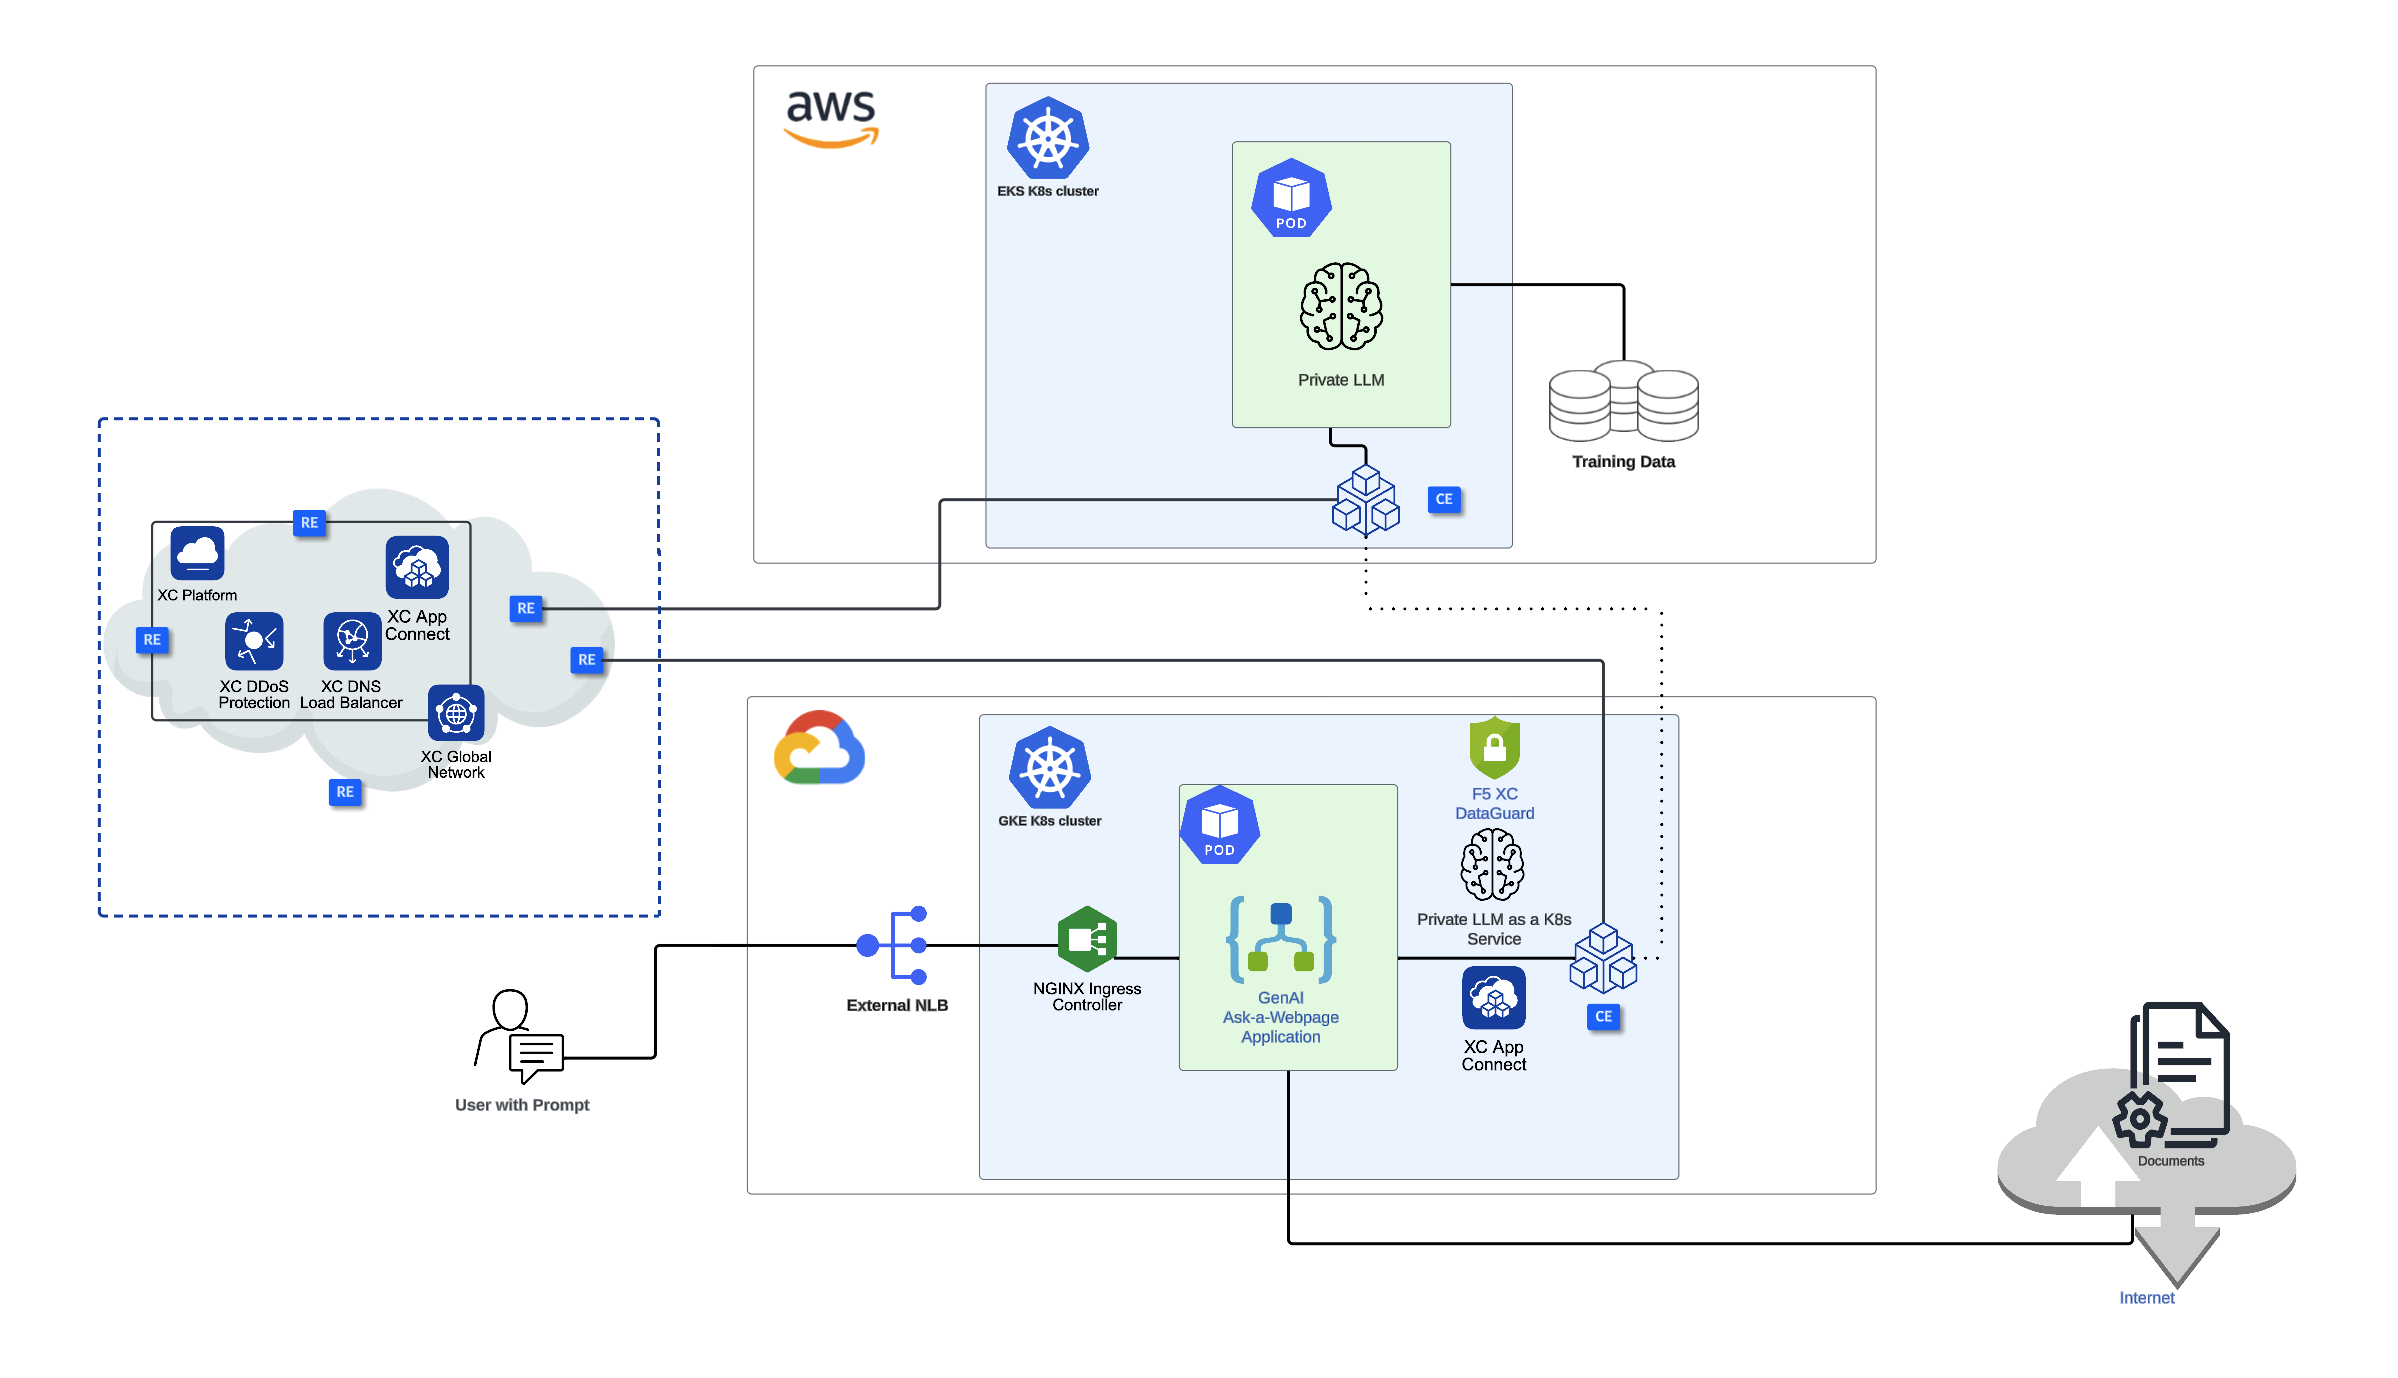 aws
EKS K8s cluster
POD
Private LLM
Training Data
CE
RE
XC Platform
XC App
Connect
RE
RE
XC DDoS
Protection
XC DNS
Load Balancer
RE
XC Global
Network
RE
GKE K8s cluster
F5 XC
DataGuard
POD
Private LLM as a K8s
Service
External NLB
NGINX Ingress
Controller
GenAI
Ask-a-Webpage
Application
XC App
Connect
CE
User with Prompt
Documents
Internet